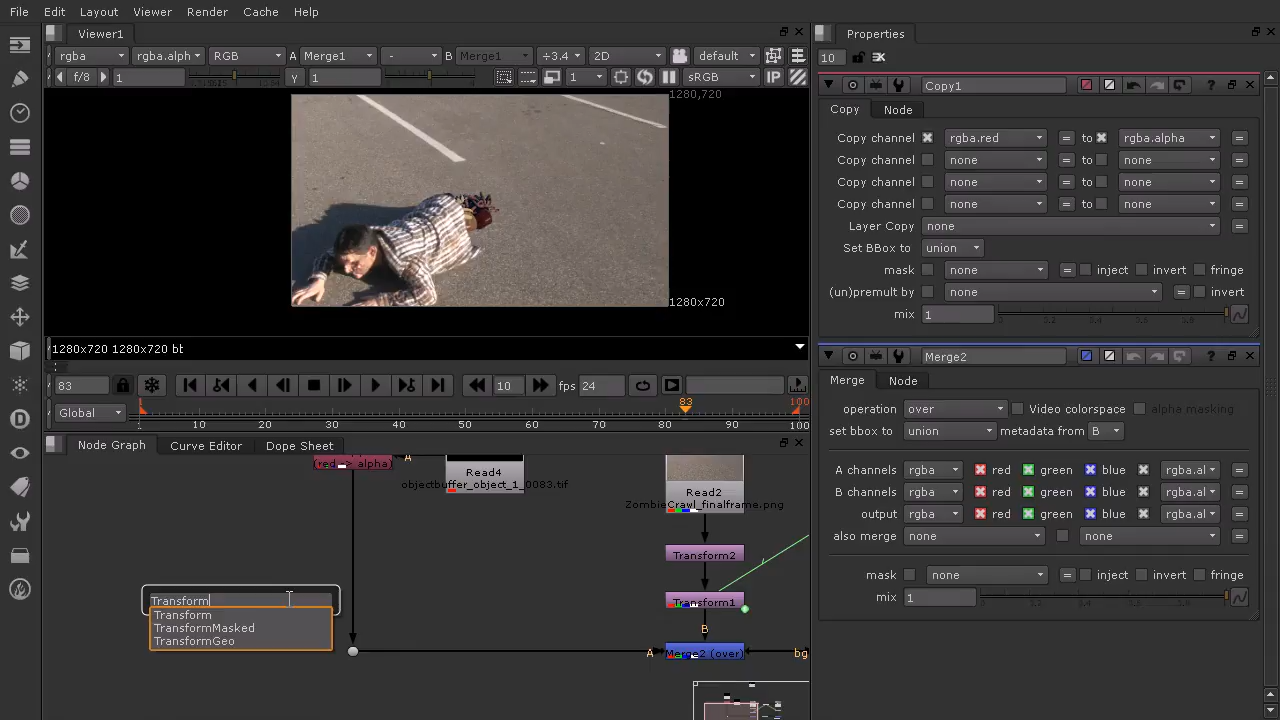 File Edit Layout Viewer Render Cache Help
Viewer1
Properties
rgba rgba.alph RGB A Merge1 - B Merge1 ÷3.4 2D default
10
f/8 1 Y 1 1 sRGB IP
Copy1
Copy Node
Copy channel rgba.red = to rgba.alpha =
Copy channel none = to none =
Copy channel none = to none =
Copy channel none = to none =
Layer Copy none =
Set BBox to union
mask none = inject invert fringe
(un)premult by none = invert
mix 1
1280,720
1280x720
1280x720 1280x720 bt
83 10 fps 24
Global 1 10 20 30 40 50 60 70 80 83 90 100 100
Merge2
Merge Node
operation over Video colorspace alpha masking
set bbox to union metadata from B
A channels rgba red green blue rgba.al =
B channels rgba red green blue rgba.al =
output rgba red green blue rgba.al =
also merge none none =
mask none = inject invert fringe
mix 1
Node Graph Curve Editor Dope Sheet
(red -> alpha) A
Read4
objectbuffer_object_1_0083.tif
Read2
ZombieCrawl_finalframe.png
Transform2
Transform1
B
A Merge2 (over) bg
Transform
Transform
TransformMasked
TransformGeo